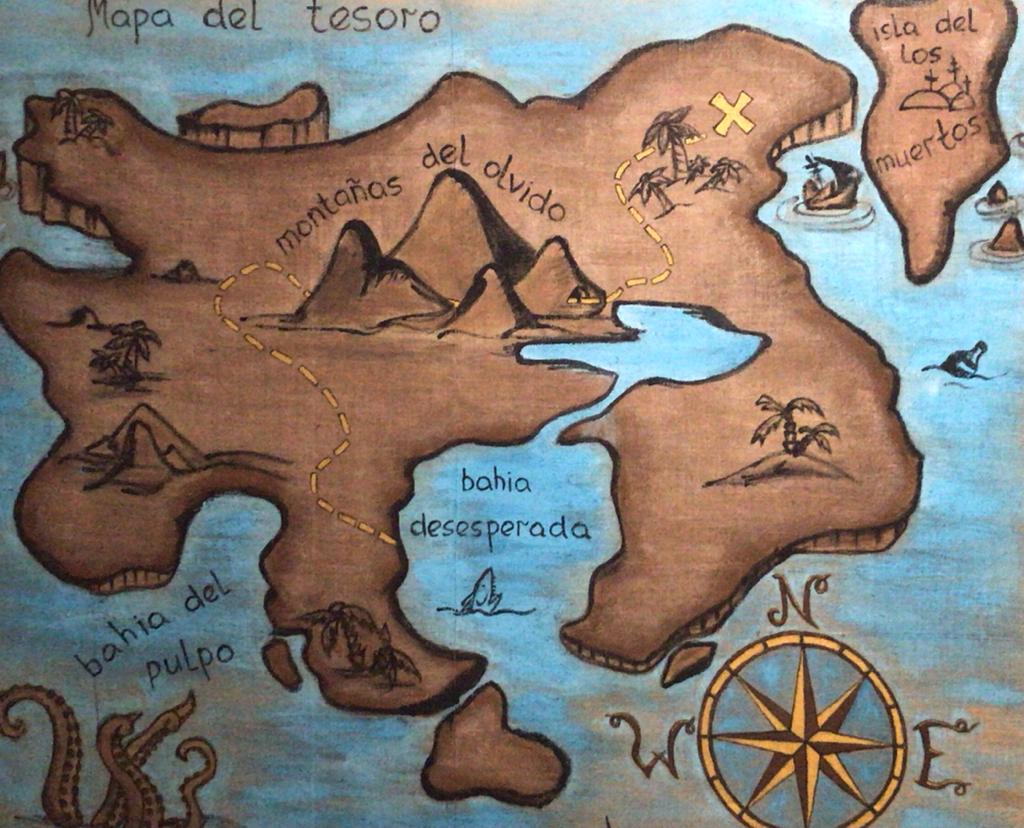 Mapa del tesoro
isla del
los
muertos
montañas del olvido
bahia
desesperada
bahia del
pulpo
N
W E